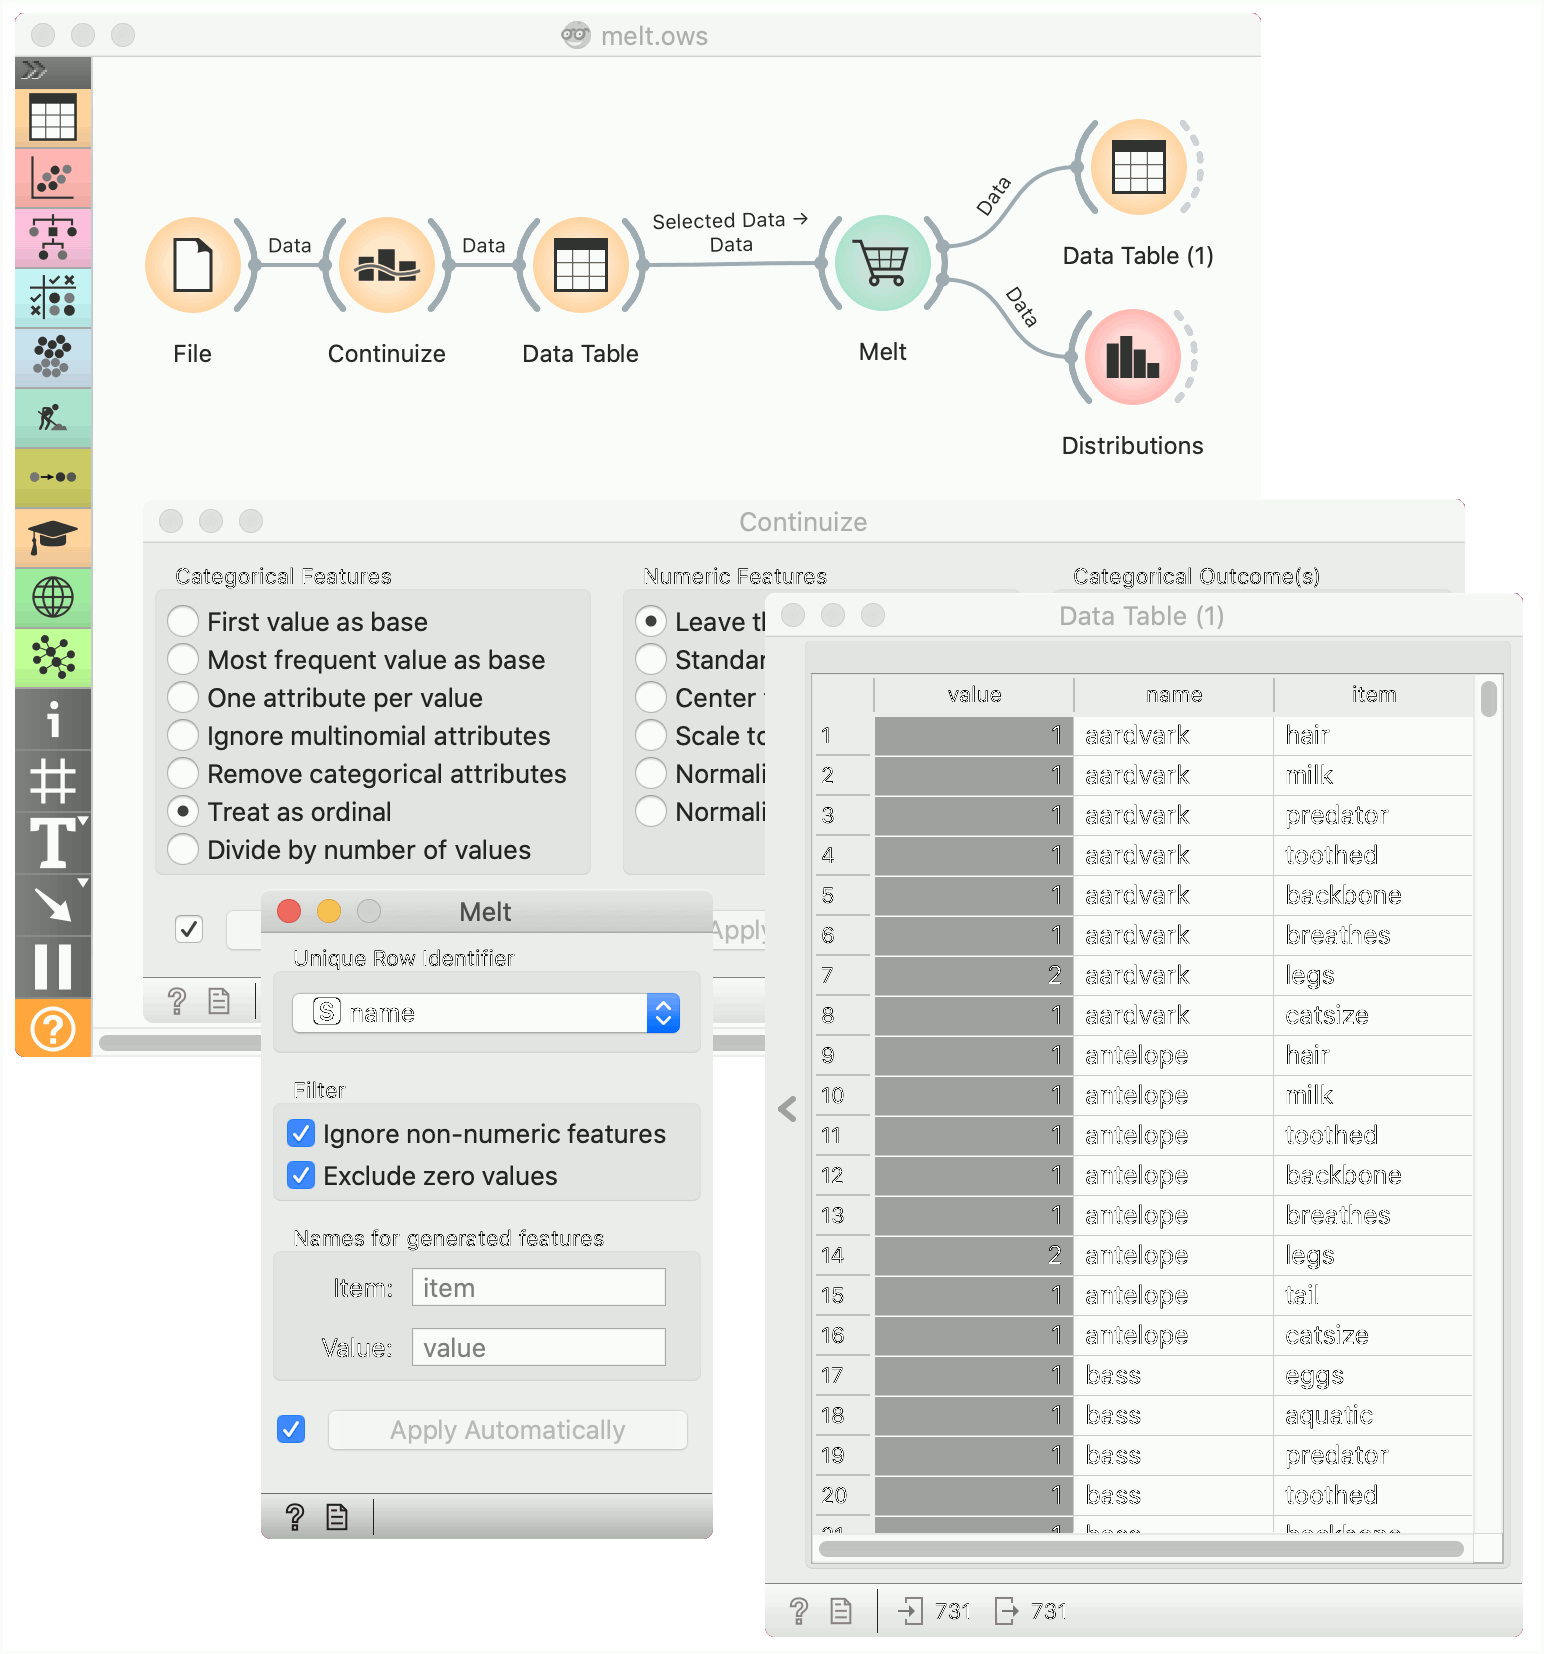 melt.ows
Data
Data
Selected Data →
Data
Data
Data
File
Continuize
Data Table
Melt
Data Table (1)
Distributions
Continuize
Categorical Features
First value as base
Most frequent value as base
One attribute per value
Ignore multinomial attributes
Remove categorical attributes
Treat as ordinal
Divide by number of values
Numeric Features
Leave
Center
Scale
Categorical Outcome(s)
Melt
Unique Row Identifier
S name
Filter
Ignore non-numeric features
Exclude zero values
Names for generated features
Item: item
Value: value
Apply Automatically
Data Table (1)
value name item
1 1 aardvark hair
2 1 aardvark milk
3 1 aardvark predator
4 1 aardvark toothed
5 1 aardvark backbone
6 1 aardvark breathes
7 2 aardvark legs
8 1 aardvark catsize
9 1 antelope hair
10 1 antelope milk
11 1 antelope toothed
12 1 antelope backbone
13 1 antelope breathes
14 2 antelope legs
15 1 antelope tail
16 1 antelope catsize
17 1 bass eggs
18 1 bass aquatic
19 1 bass predator
20 1 bass toothed
21 1 bass backbone
731 731